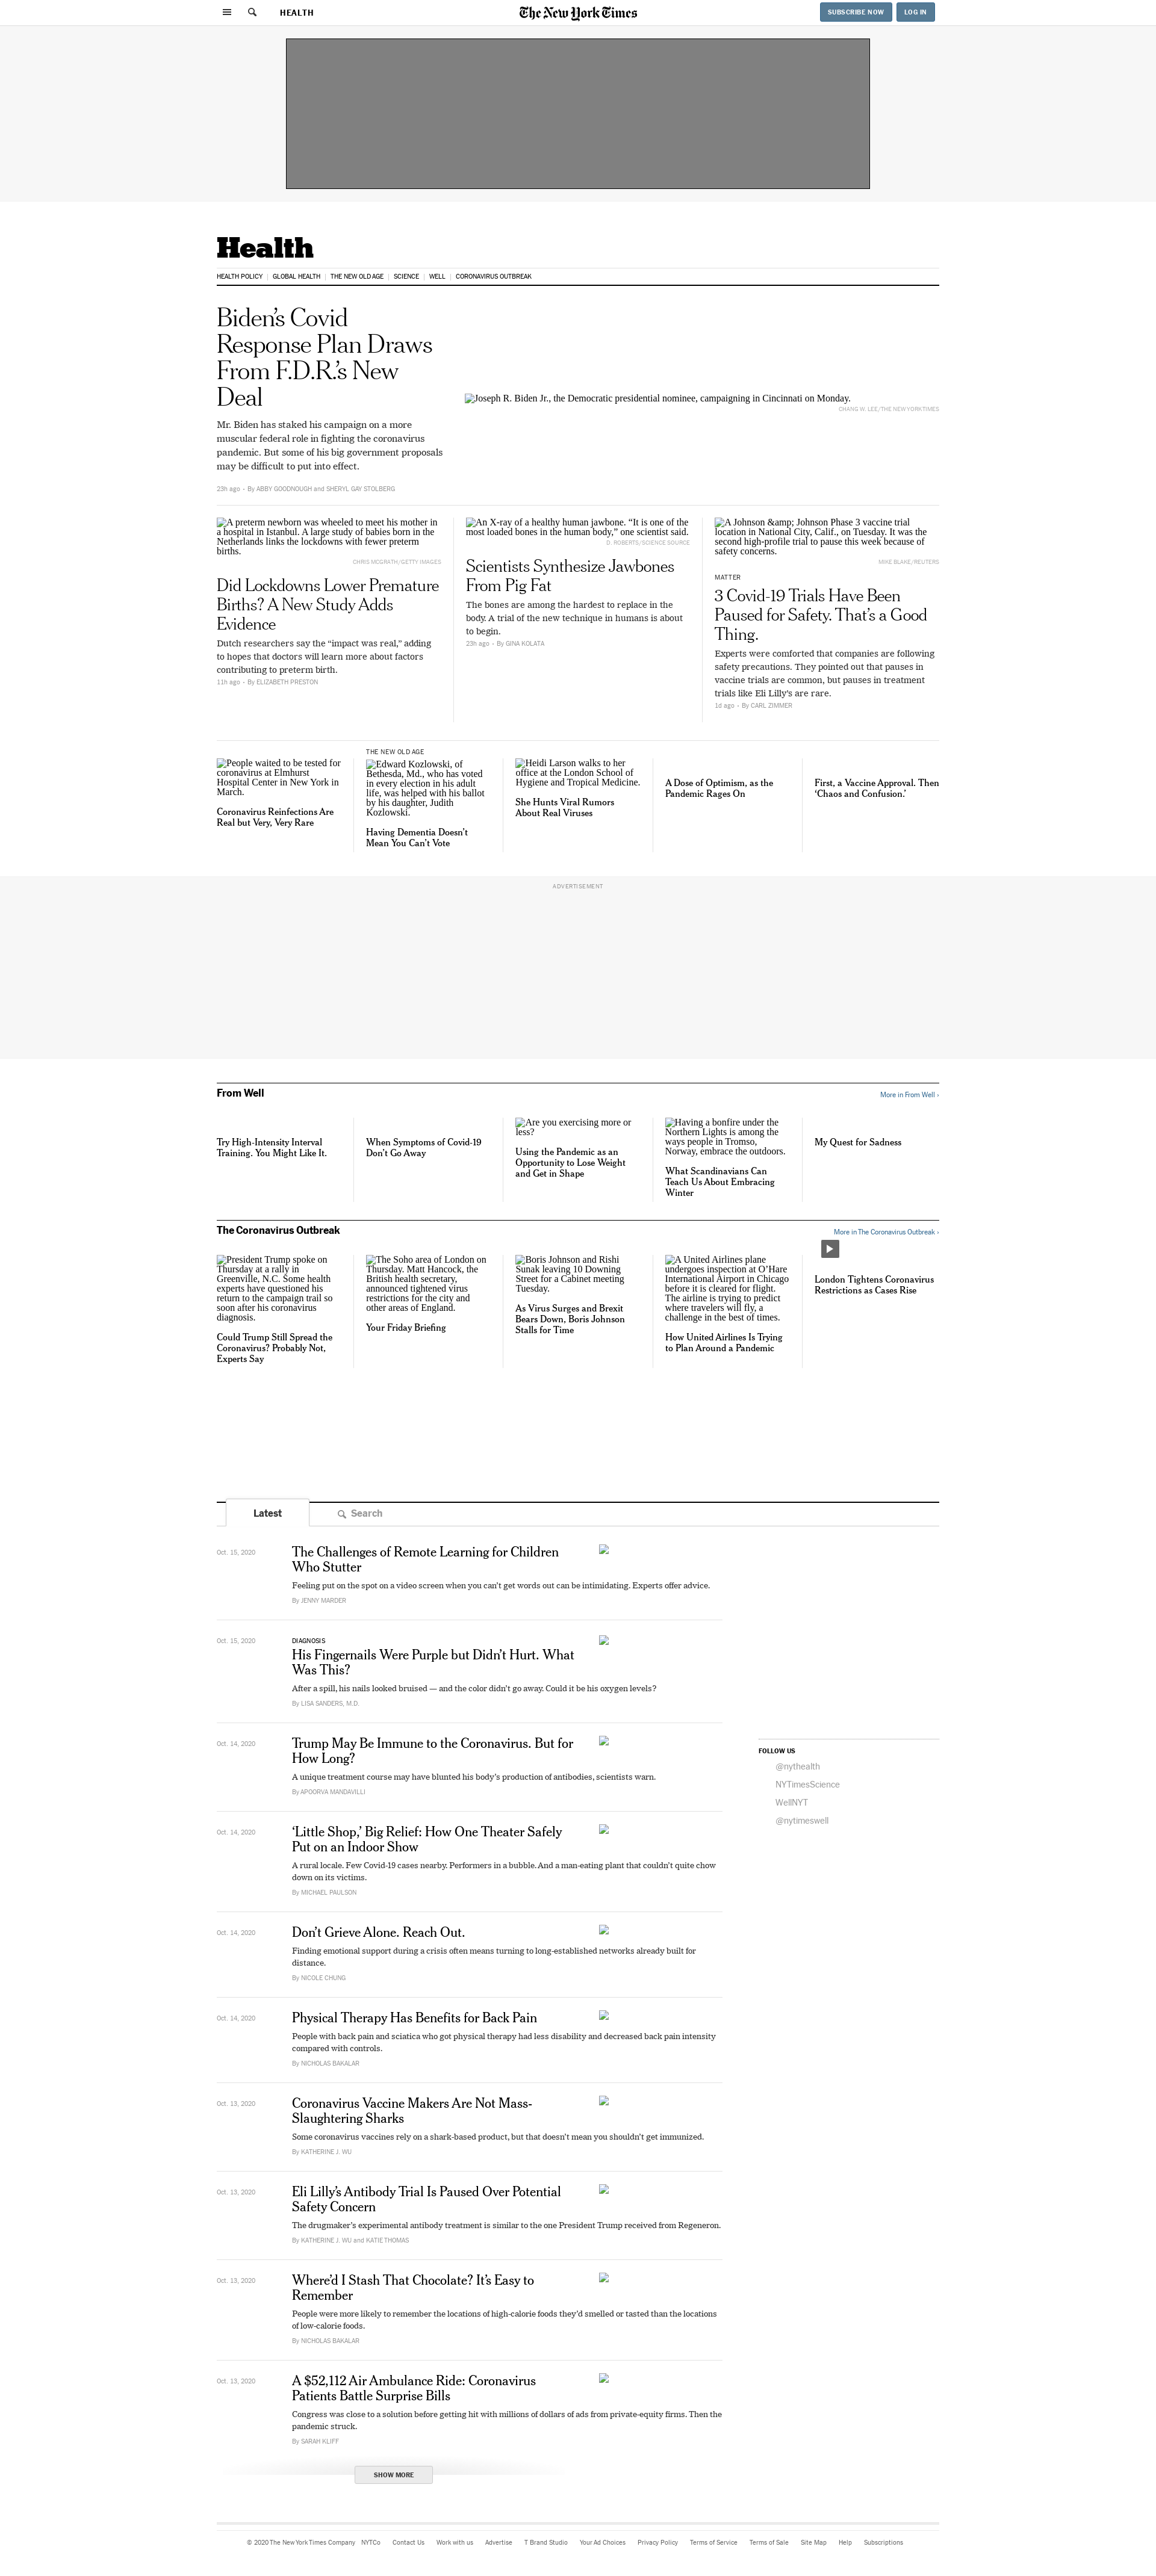 HEALTH
The New York Times
SUBSCRIBE NOW
LOG IN
Health
HEALTH POLICY
GLOBAL HEALTH
THE NEW OLD AGE
SCIENCE
WELL
CORONAVIRUS OUTBREAK
Biden’s Covid
Response Plan Draws
From F.D.R.’s New
Deal
Mr. Biden has staked his campaign on a more
muscular federal role in fighting the coronavirus
pandemic. But some of his big government proposals
may be difficult to put into effect.
23h ago - By ABBY GOODNOUGH and SHERYL GAY STOLBERG
Joseph R. Biden Jr., the Democratic presidential nominee, campaigning in Cincinnati on Monday.
CHANG W. LEE/THE NEW YORK TIMES
A preterm newborn was wheeled to meet his mother in
a hospital in Istanbul. A large study of babies born in the
Netherlands links the lockdowns with fewer preterm
births.
CHRIS MCGRATH/GETTY IMAGES
Did Lockdowns Lower Premature
Births? A New Study Adds
Evidence
Dutch researchers say the “impact was real,” adding
to hopes that doctors will learn more about factors
contributing to preterm birth.
11h ago - By ELIZABETH PRESTON
An X-ray of a healthy human jawbone. “It is one of the
most loaded bones in the human body,” one scientist said.
D. ROBERTS/SCIENCE SOURCE
Scientists Synthesize Jawbones
From Pig Fat
The bones are among the hardest to replace in the
body. A trial of the new technique in humans is about
to begin.
23h ago - By GINA KOLATA
A Johnson &amp; Johnson Phase 3 vaccine trial
location in National City, Calif., on Tuesday. It was the
second high-profile trial to pause this week because of
safety concerns.
MIKE BLAKE/REUTERS
MATTER
3 Covid-19 Trials Have Been
Paused for Safety. That’s a Good
Thing.
Experts were comforted that companies are following
safety precautions. They pointed out that pauses in
vaccine trials are common, but pauses in treatment
trials like Eli Lilly’s are rare.
1d ago - By CARL ZIMMER
People waited to be tested for
coronavirus at Elmhurst
Hospital Center in New York in
March.
Coronavirus Reinfections Are
Real but Very, Very Rare
THE NEW OLD AGE
Edward Kozlowski, of
Bethesda, Md., who has voted
in every election in his adult
life, was helped with his ballot
by his daughter, Judith
Kozlowski.
Having Dementia Doesn’t
Mean You Can’t Vote
Heidi Larson walks to her
office at the London School of
Hygiene and Tropical Medicine.
She Hunts Viral Rumors
About Real Viruses
A Dose of Optimism, as the
Pandemic Rages On
First, a Vaccine Approval. Then
‘Chaos and Confusion.’
ADVERTISEMENT
From Well
More in From Well ›
Try High-Intensity Interval
Training. You Might Like It.
When Symptoms of Covid-19
Don’t Go Away
Are you exercising more or
less?
Using the Pandemic as an
Opportunity to Lose Weight
and Get in Shape
Having a bonfire under the
Northern Lights is among the
ways people in Tromso,
Norway, embrace the outdoors.
What Scandinavians Can
Teach Us About Embracing
Winter
My Quest for Sadness
The Coronavirus Outbreak
More in The Coronavirus Outbreak ›
President Trump spoke on
Thursday at a rally in
Greenville, N.C. Some health
experts have questioned his
return to the campaign trail so
soon after his coronavirus
diagnosis.
Could Trump Still Spread the
Coronavirus? Probably Not,
Experts Say
The Soho area of London on
Thursday. Matt Hancock, the
British health secretary,
announced tightened virus
restrictions for the city and
other areas of England.
Your Friday Briefing
Boris Johnson and Rishi
Sunak leaving 10 Downing
Street for a Cabinet meeting
Tuesday.
As Virus Surges and Brexit
Bears Down, Boris Johnson
Stalls for Time
A United Airlines plane
undergoes inspection at O’Hare
International Airport in Chicago
before it is cleared for flight.
The airline is trying to predict
where travelers will fly, a
challenge in the best of times.
How United Airlines Is Trying
to Plan Around a Pandemic
London Tightens Coronavirus
Restrictions as Cases Rise
Latest
Search
Oct. 15, 2020
The Challenges of Remote Learning for Children
Who Stutter
Feeling put on the spot on a video screen when you can’t get words out can be intimidating. Experts offer advice.
By JENNY MARDER
Oct. 15, 2020
DIAGNOSIS
His Fingernails Were Purple but Didn’t Hurt. What
Was This?
After a spill, his nails looked bruised — and the color didn’t go away. Could it be his oxygen levels?
By LISA SANDERS, M.D.
Oct. 14, 2020
Trump May Be Immune to the Coronavirus. But for
How Long?
A unique treatment course may have blunted his body’s production of antibodies, scientists warn.
By APOORVA MANDAVILLI
Oct. 14, 2020
‘Little Shop,’ Big Relief: How One Theater Safely
Put on an Indoor Show
A rural locale. Few Covid-19 cases nearby. Performers in a bubble. And a man-eating plant that couldn’t quite chow
down on its victims.
By MICHAEL PAULSON
Oct. 14, 2020
Don’t Grieve Alone. Reach Out.
Finding emotional support during a crisis often means turning to long-established networks already built for
distance.
By NICOLE CHUNG
Oct. 14, 2020
Physical Therapy Has Benefits for Back Pain
People with back pain and sciatica who got physical therapy had less disability and decreased back pain intensity
compared with controls.
By NICHOLAS BAKALAR
Oct. 13, 2020
Coronavirus Vaccine Makers Are Not Mass-
Slaughtering Sharks
Some coronavirus vaccines rely on a shark-based product, but that doesn’t mean you shouldn’t get immunized.
By KATHERINE J. WU
Oct. 13, 2020
Eli Lilly’s Antibody Trial Is Paused Over Potential
Safety Concern
The drugmaker’s experimental antibody treatment is similar to the one President Trump received from Regeneron.
By KATHERINE J. WU and KATIE THOMAS
Oct. 13, 2020
Where’d I Stash That Chocolate? It’s Easy to
Remember
People were more likely to remember the locations of high-calorie foods they’d smelled or tasted than the locations
of low-calorie foods.
By NICHOLAS BAKALAR
Oct. 13, 2020
A $52,112 Air Ambulance Ride: Coronavirus
Patients Battle Surprise Bills
Congress was close to a solution before getting hit with millions of dollars of ads from private-equity firms. Then the
pandemic struck.
By SARAH KLIFF
SHOW MORE
FOLLOW US
@nythealth
NYTimesScience
WellNYT
@nytimeswell
© 2020 The New York Times Company NYTCo Contact Us Work with us Advertise T Brand Studio Your Ad Choices Privacy Policy Terms of Service Terms of Sale Site Map Help Subscriptions